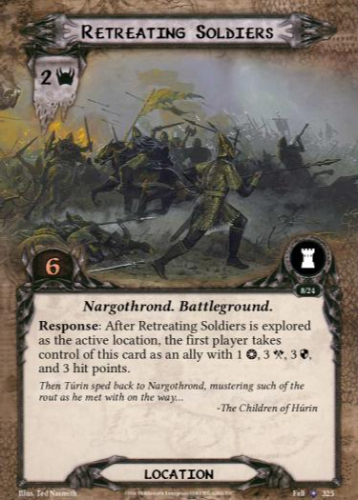 RETREATING SOLDIERS
2
6
8/24
Nargothrond. Battleground.
Response: After Retreating Soldiers is explored
as the active location, the first player takes
control of this card as an ally with 1 , 3 , 3 ,
and 3 hit points.
Then Túrin sped back to Nargothrond, mustering such of the
rout as he met with on the way...
-The Children of Húrin
LOCATION
Illus. Ted Nasmith
FoN 325